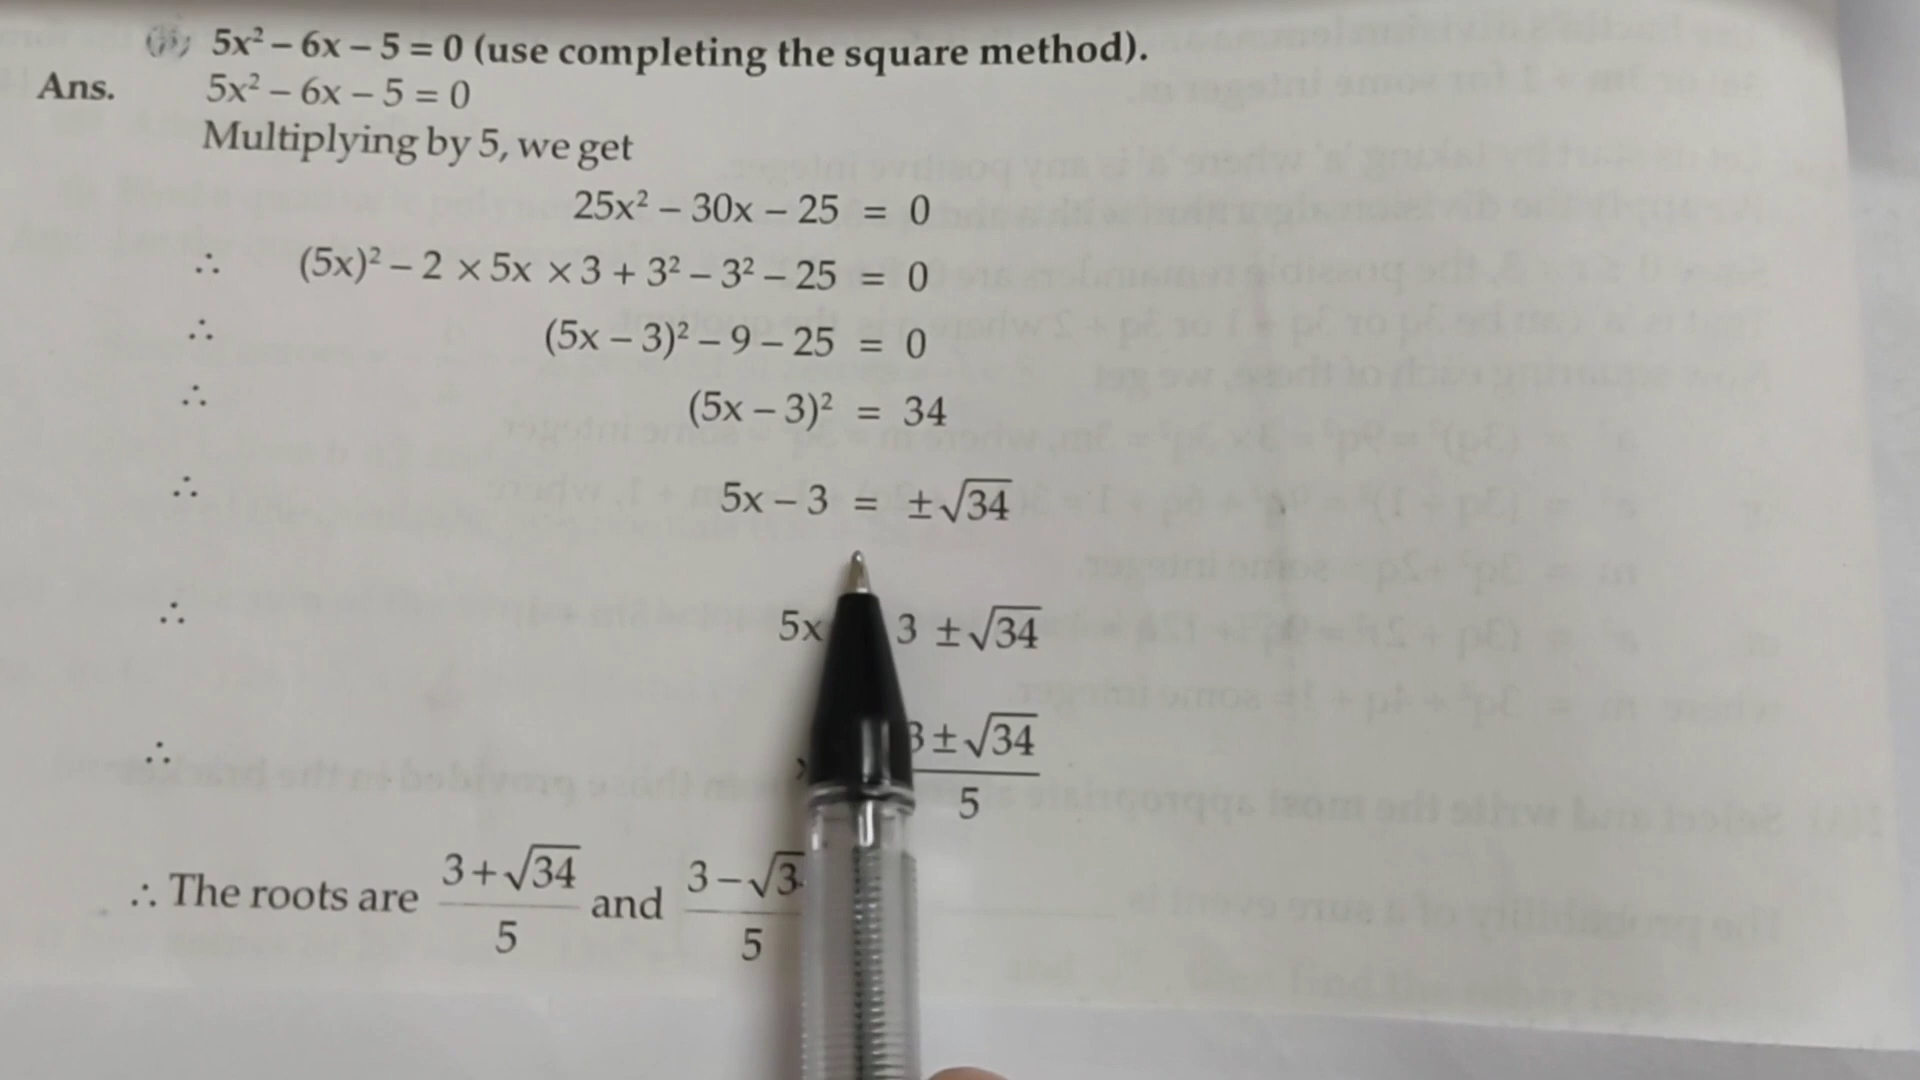 5x² – 6x – 5 = 0 (use completing the square method).
Ans. 5x² – 6x – 5 = 0
Multiplying by 5, we get
25x² – 30x – 25 = 0
∴ (5x)² – 2 × 5x × 3 + 3² – 3² – 25 = 0
∴ (5x – 3)² – 9 – 25 = 0
∴ (5x – 3)² = 34
∴ 5x – 3 = ±√34
∴ 5x 3 ±√34
∴ 3±√34
5
∴ The roots are 3+√34 and 3–√3
5 5